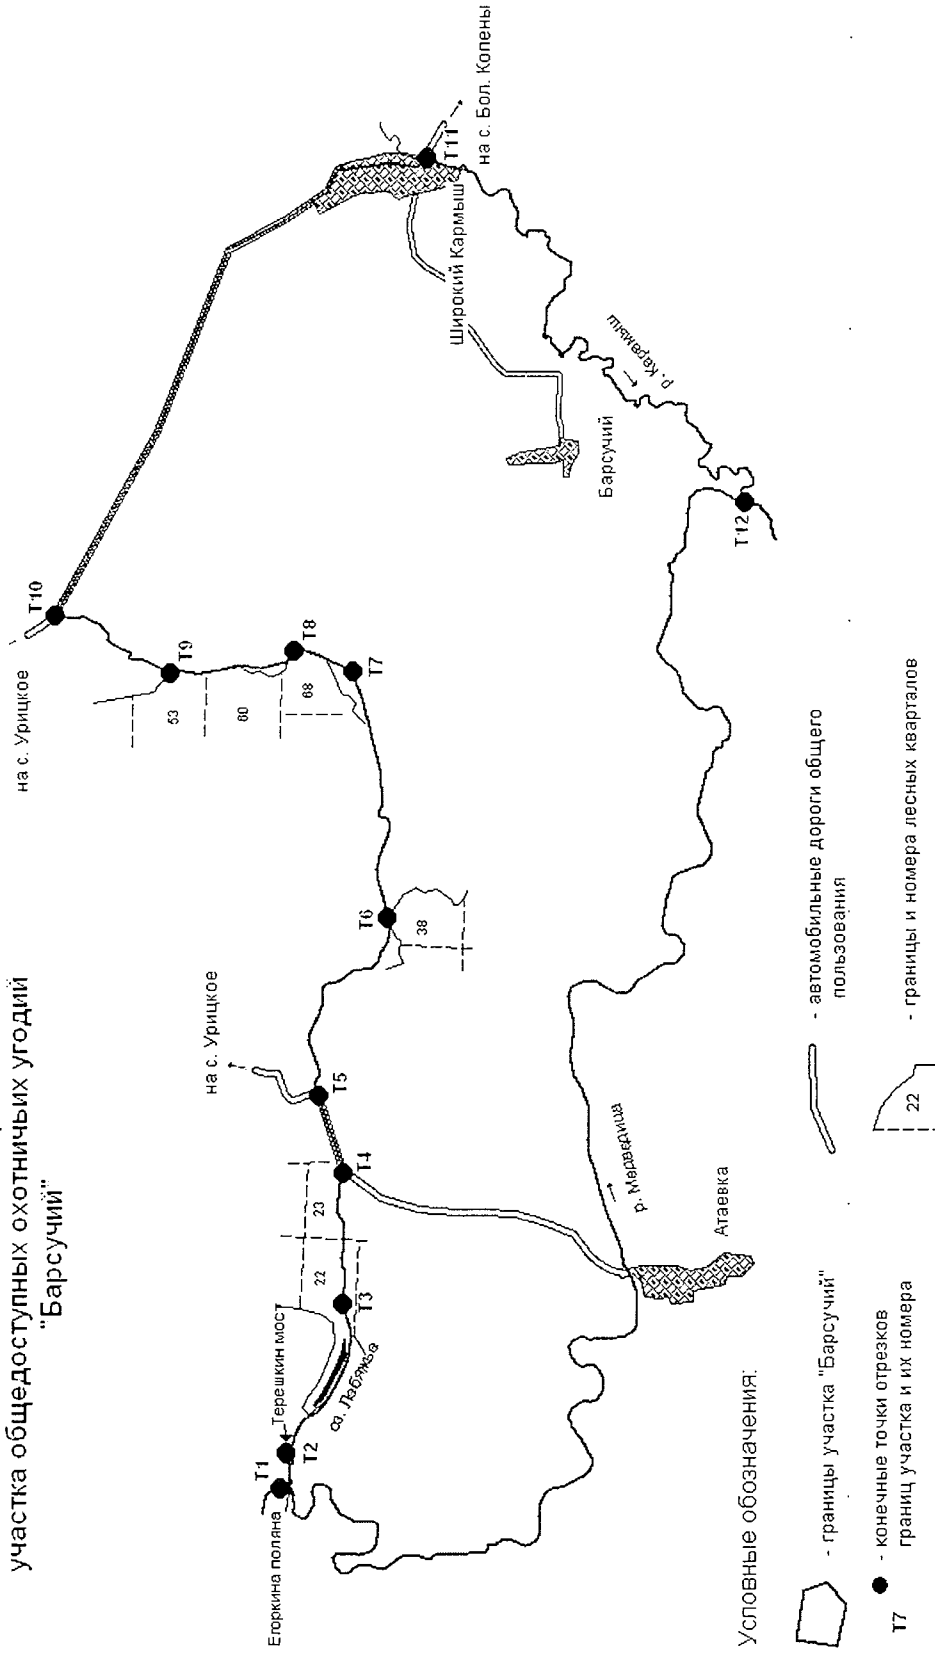 участка общедоступных охотничьих угодий
"Барсучий"
на с. Урицкое
на с. Урицкое
на с. Бол. Копены
Егоркина поляна
Терешкин мост
оз. Лебяжье
Т1
Т2
Т3
Т4
Т5
Т6
Т7
Т8
Т9
Т10
Т11
Т12
22
23
38
68
60
53
Широкий Кармыш
Барсучий
р. Карамыш
р. Медведица
Атаевка
Условные обозначения:
- границы участка "Барсучий"
Т7
- конечные точки отрезков
границ участка и их номера
- автомобильные дороги общего
пользования
22
- границы и номера лесных кварталов